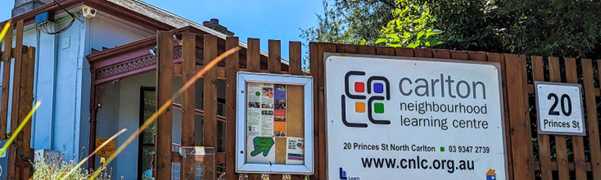 carlton
neighbourhood
learning centre
20 Princes St North Carlton ■ 03 9347 2739
www.cnlc.org.au
20
Princes St
Learn